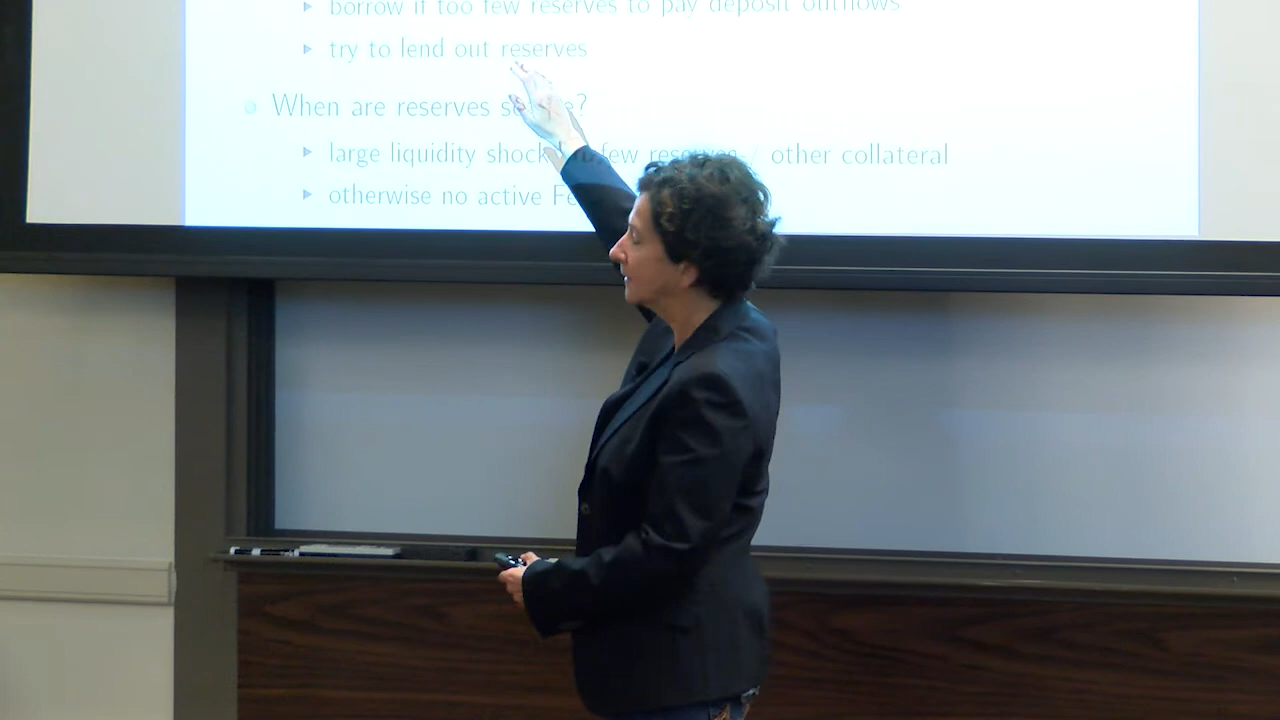 borrow if too few reserves to pay deposit outflows
try to lend out reserves
When are reserves
large liquidity shock few other collateral
otherwise no active